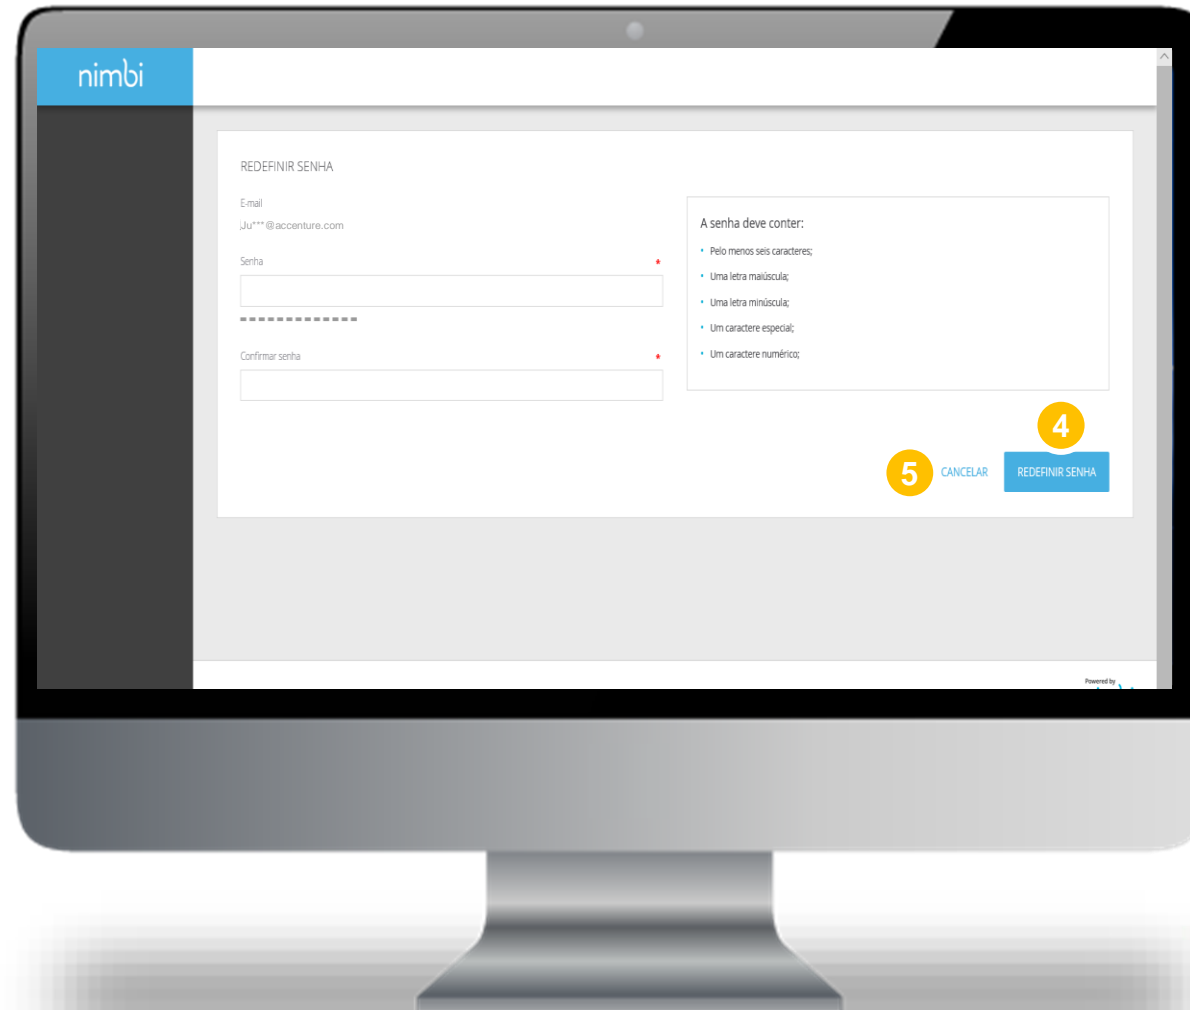 nimbi
REDEFINIR SENHA
E-mail
Ju***@accenture.com
Senha *
Confirmar senha *
A senha deve conter:
• Pelo menos seis caracteres;
• Uma letra maiúscula;
• Uma letra minúscula;
• Um caractere especial;
• Um caractere numérico;
4
5 CANCELAR REDEFINIR SENHA
Powered by